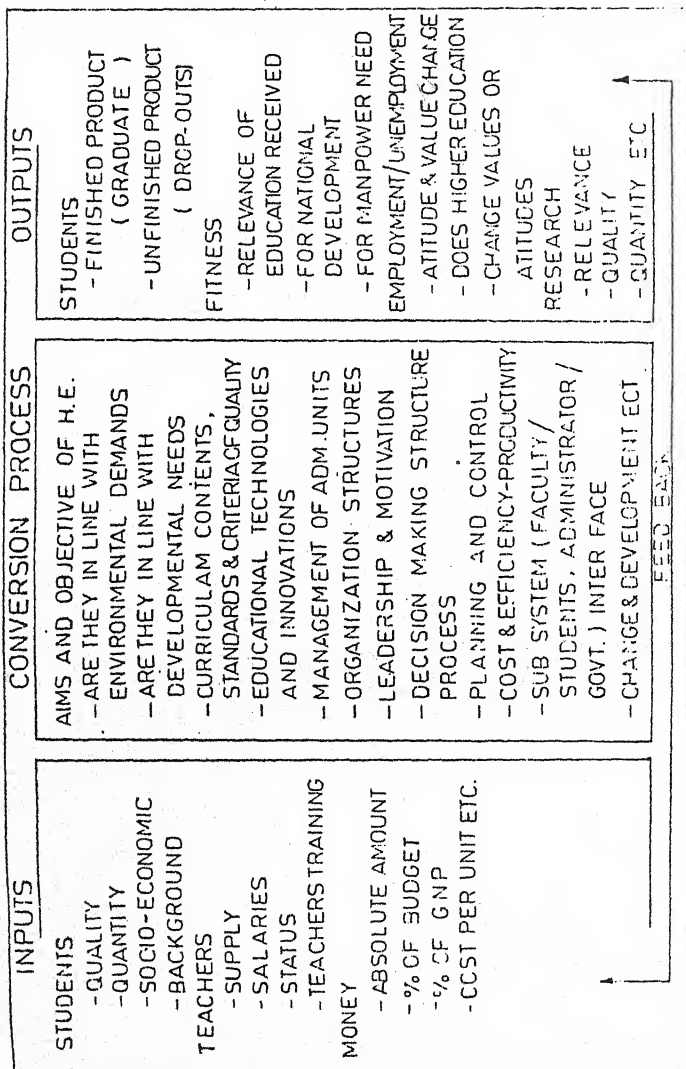 INPUTS
STUDENTS
- QUALITY
- QUANTITY
- SOCIO-ECONOMIC
- BACKGROUND
TEACHERS
- SUPPLY
- SALARIES
- STATUS
- TEACHERS TRAINING
MONEY
- ABSOLUTE AMOUNT
- % OF BUDGET
- % OF GNP
- COST PER UNIT ETC.
CONVERSION PROCESS
AIMS AND OBJECTIVE OF H.E.
- ARE THEY IN LINE WITH
ENVIRONMENTAL DEMANDS
- ARE THEY IN LINE WITH
DEVELOPMENTAL NEEDS
- CURRICULAM CONTENTS,
STANDARDS & CRITERIA OF QUALITY
- EDUCATIONAL TECHNOLOGIES
AND INNOVATIONS
- MANAGEMENT OF ADM. UNITS
- ORGANIZATION STRUCTURES
- LEADERSHIP & MOTIVATION
- DECISION MAKING STRUCTURE
PROCESS
- PLANNING AND CONTROL
- COST & EFFICIENCY-PRODUCTIVITY
- SUB SYSTEM (FACULTY/
STUDENTS, ADMINISTRATOR/
GOVT.) INTER FACE
- CHANGE & DEVELOPMENT ECT
OUTPUTS
STUDENTS
- FINISHED PRODUCT
( GRADUATE )
- UNFINISHED PRODUCT
( DROP-OUTS)
FITNESS
- RELEVANCE OF
EDUCATION RECEIVED
- FOR NATIONAL
DEVELOPMENT
- FOR MANPOWER NEED
EMPLOYMENT/UNEMPLOYMENT
- ATITUDE & VALUE CHANGE
- DOES HIGHER EDUCATION
- CHANGE VALUES OR
ATITUDES
RESEARCH
- RELEVANCE
- QUALITY
- QUANTITY ETC
FEED BACK